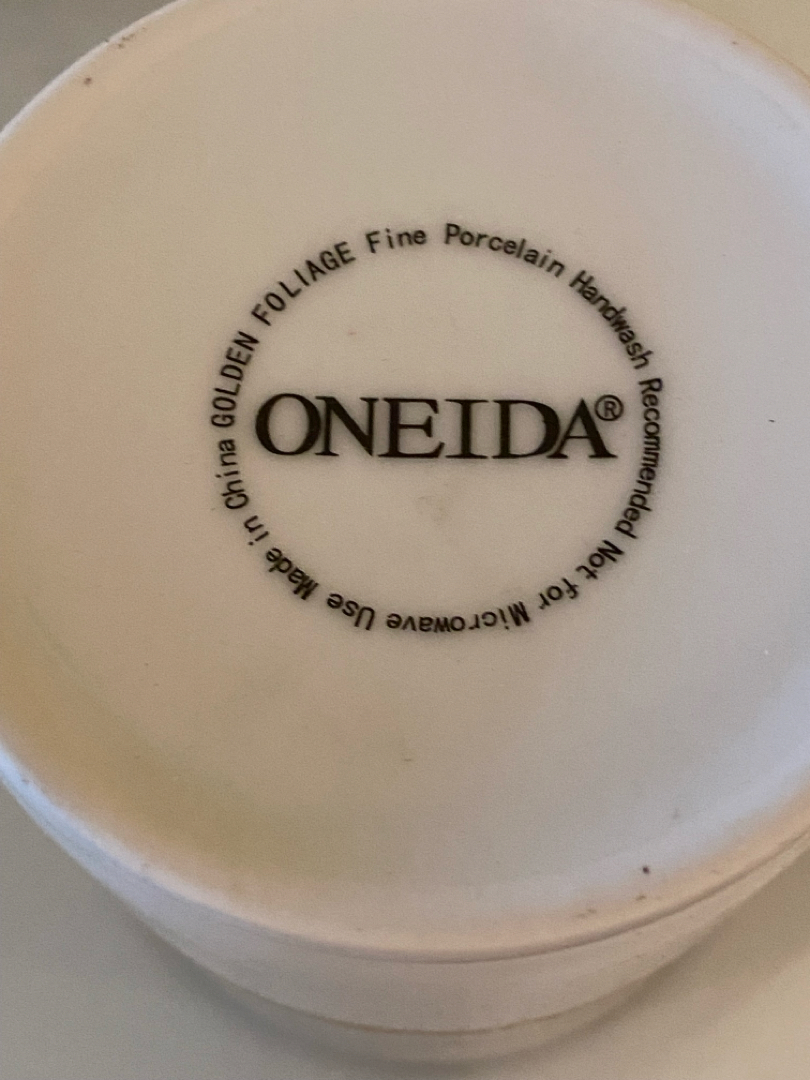 GOLDEN FOLIAGE Fine Porcelain Handwash Recommended Not for Microwave Use Made in China
ONEIDA®